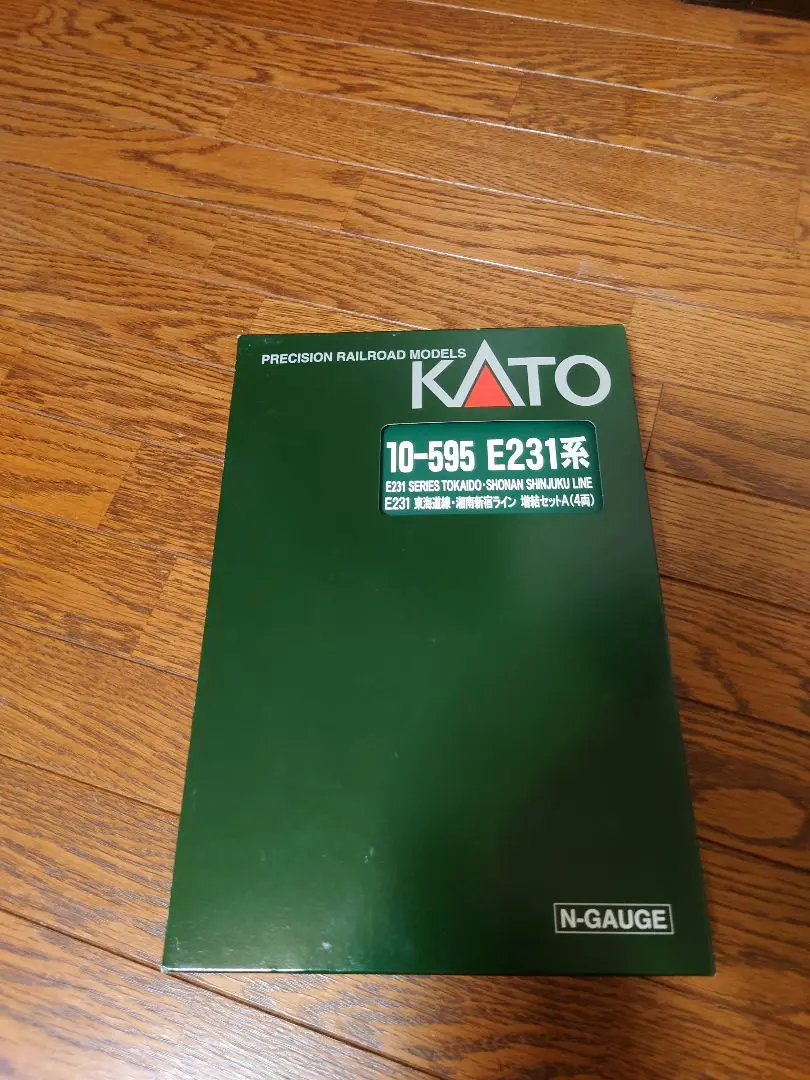 PRECISION RAILROAD MODELS
KATO
10-595 E231系
E231 SERIES TOKAIDO・SHONAN SHINJUKU LINE
E231 東海道線・湘南新宿ライン 増結セットA(4両)
N-GAUGE